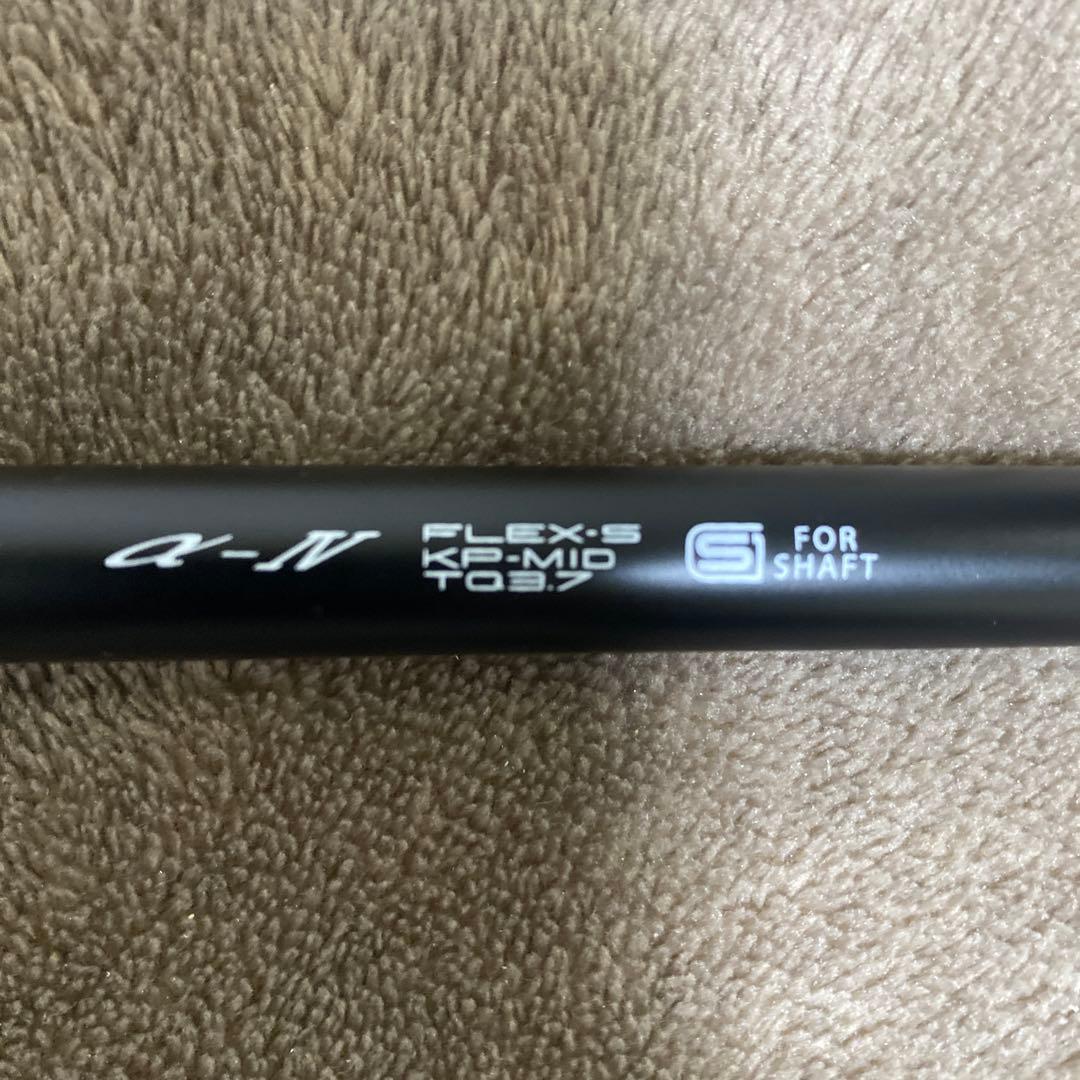 α-IV
FLEX·S
KP-MID
TQ3.7
S FOR
SHAFT